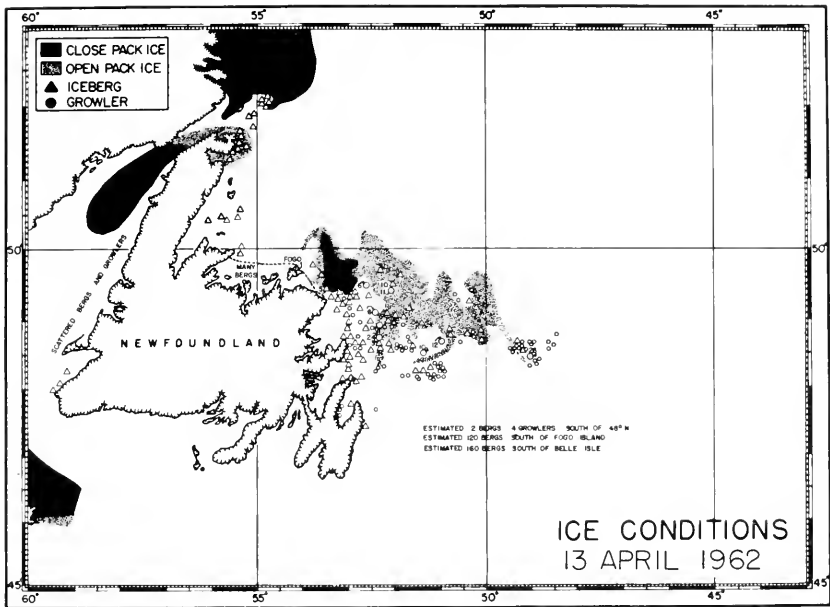 60° 55° 50° 45°
CLOSE PACK ICE
OPEN PACK ICE
ICEBERG
GROWLER
50° 50°
FOGO
MANY
BERGS
SCATTERED BERGS AND GROWLERS
NEWFOUNDLAND
ESTIMATED 2 BERGS 4 GROWLERS SOUTH OF 48° N
ESTIMATED 120 BERGS SOUTH OF FOGO ISLAND
ESTIMATED 160 BERGS SOUTH OF BELLE ISLE
ICE CONDITIONS
13 APRIL 1962
45° 45°
60° 55° 50° 45°